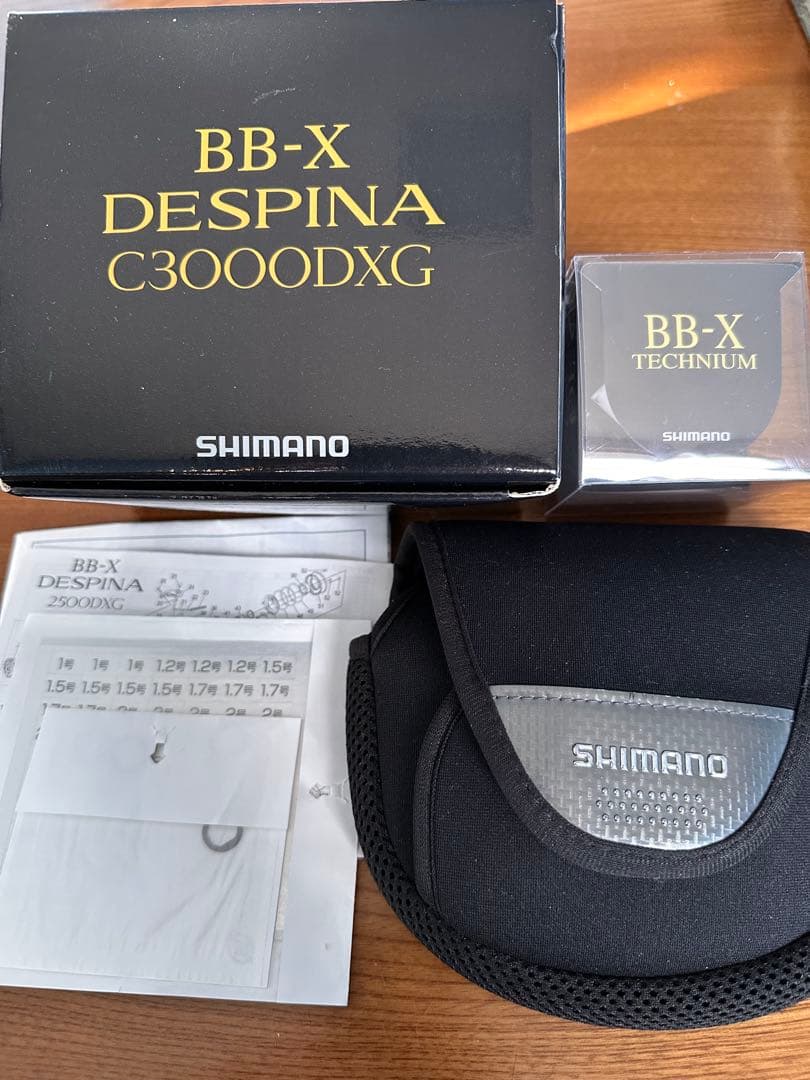 BB-X
DESPINA
C3000DXG
SHIMANO
BB-X
TECHNIUM
SHIMANO
BB-X
DESPINA
2500DXG
1号 1号 1号 1.2号 1.2号 1.2号 1.5号
1.5号 1.5号 1.5号 1.5号 1.7号 1.7号 1.7号
SHIMANO